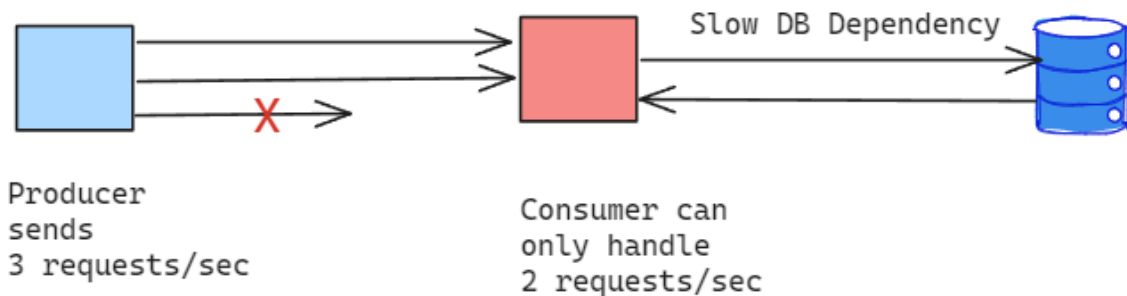 Slow DB Dependency
X
Producer
sends
3 requests/sec
Consumer can
only handle
2 requests/sec